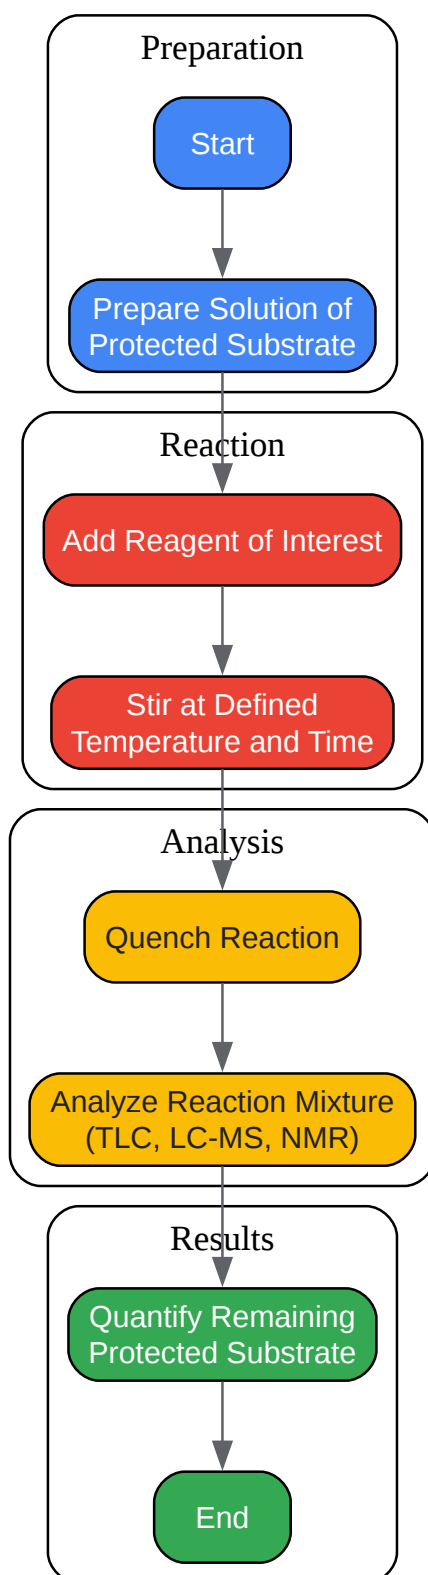 Preparation
Start
Prepare Solution of
Protected Substrate
Reaction
Add Reagent of Interest
Stir at Defined
Temperature and Time
Analysis
Quench Reaction
Analyze Reaction Mixture
(TLC, LC-MS, NMR)
Results
Quantify Remaining
Protected Substrate
End